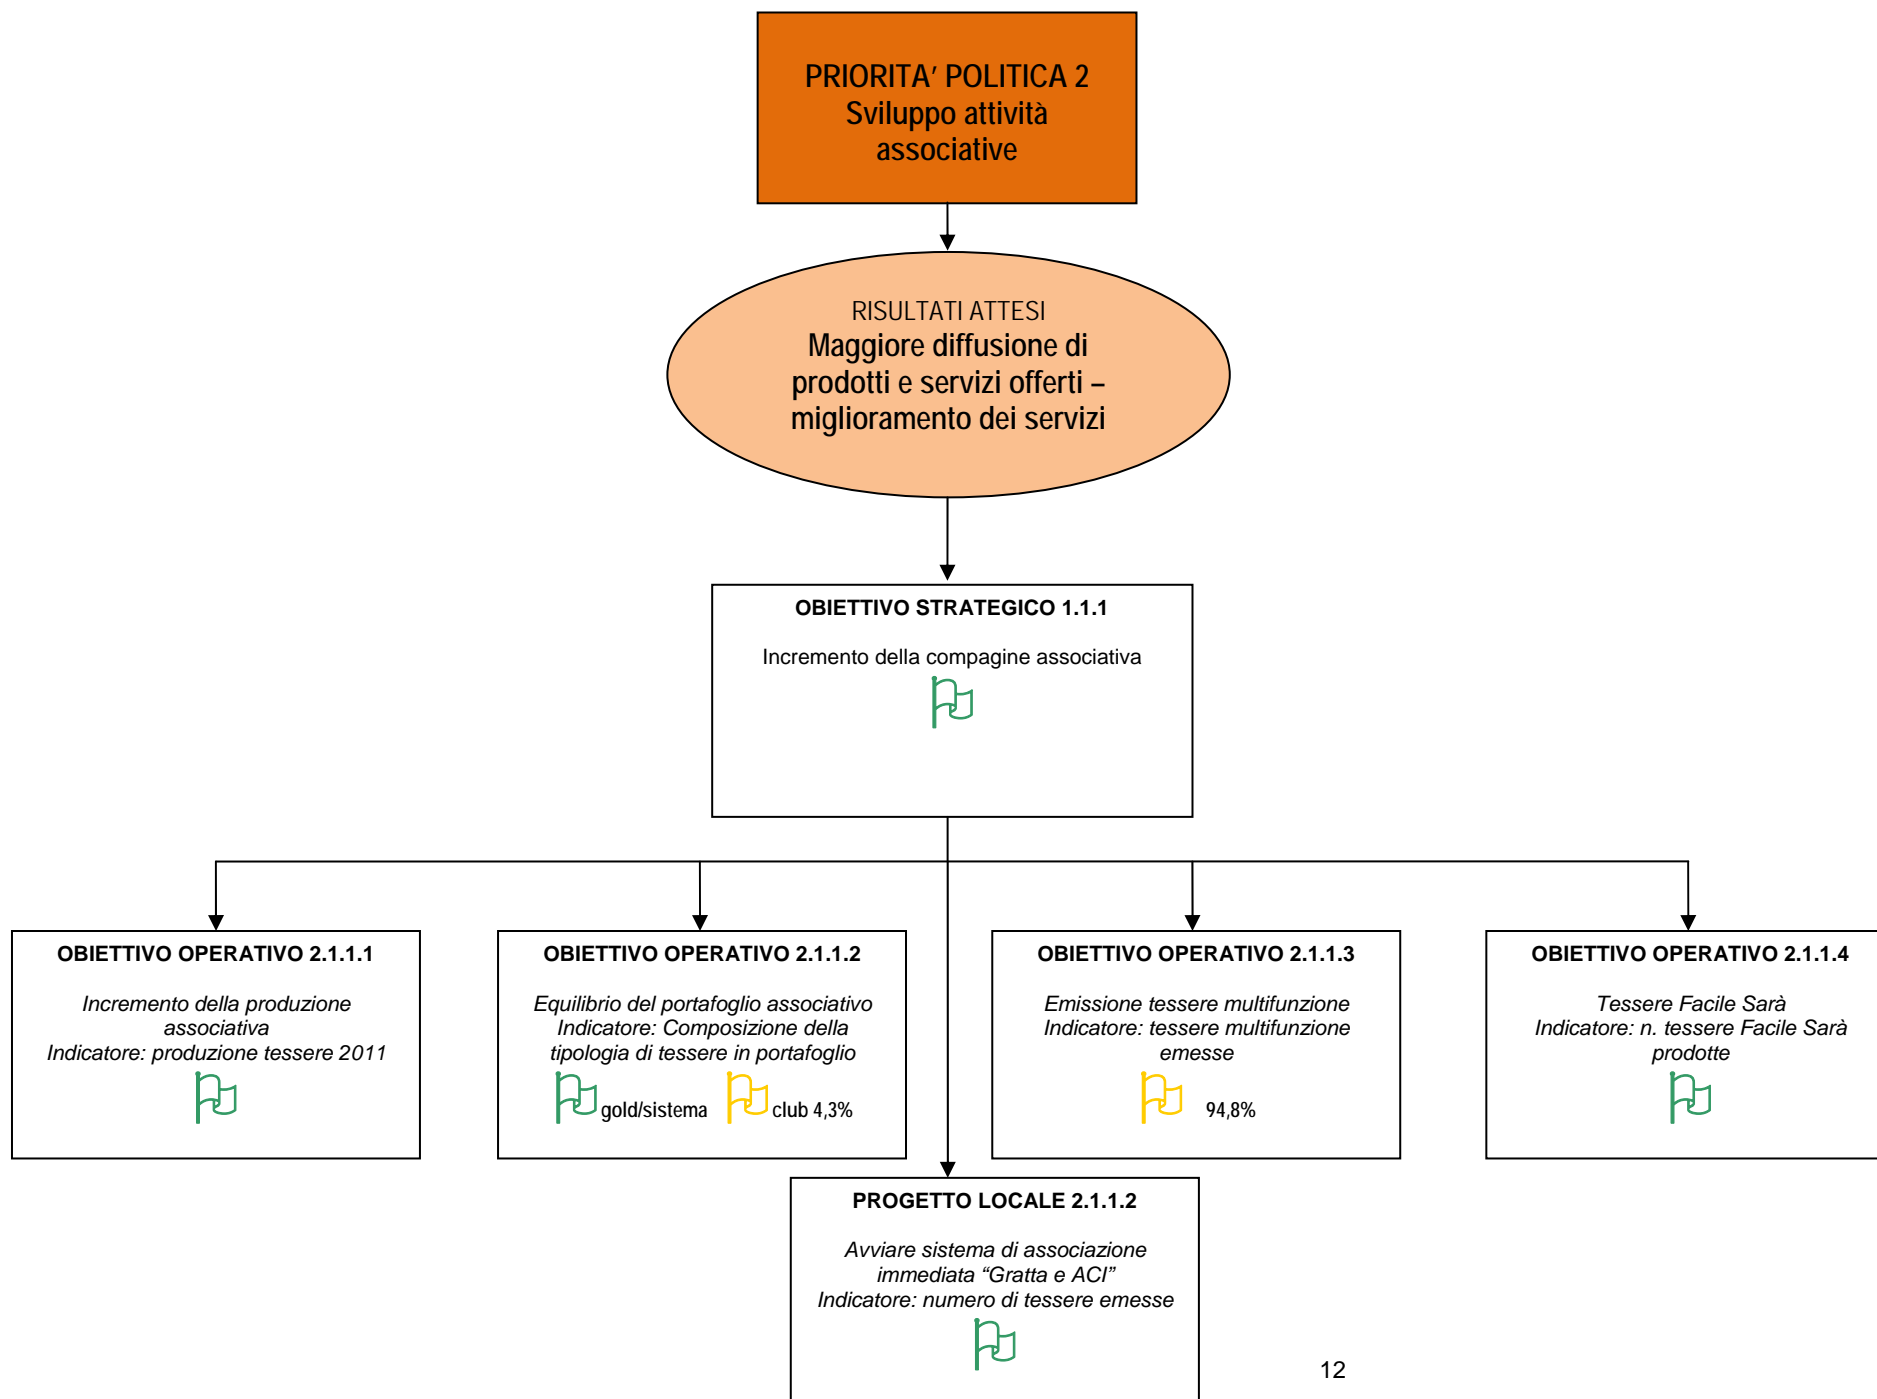 PRIORITA’ POLITICA 2
Sviluppo attività
associative
RISULTATI ATTESI
Maggiore diffusione di
prodotti e servizi offerti –
miglioramento dei servizi
OBIETTIVO STRATEGICO 1.1.1
Incremento della compagine associativa
OBIETTIVO OPERATIVO 2.1.1.1
Incremento della produzione
associativa
Indicatore: produzione tessere 2011
OBIETTIVO OPERATIVO 2.1.1.2
Equilibrio del portafoglio associativo
Indicatore: Composizione della
tipologia di tessere in portafoglio
gold/sistema club 4,3%
OBIETTIVO OPERATIVO 2.1.1.3
Emissione tessere multifunzione
Indicatore: tessere multifunzione
emesse
94,8%
OBIETTIVO OPERATIVO 2.1.1.4
Tessere Facile Sarà
Indicatore: n. tessere Facile Sarà
prodotte
PROGETTO LOCALE 2.1.1.2
Avviare sistema di associazione
immediata “Gratta e ACI”
Indicatore: numero di tessere emesse
12